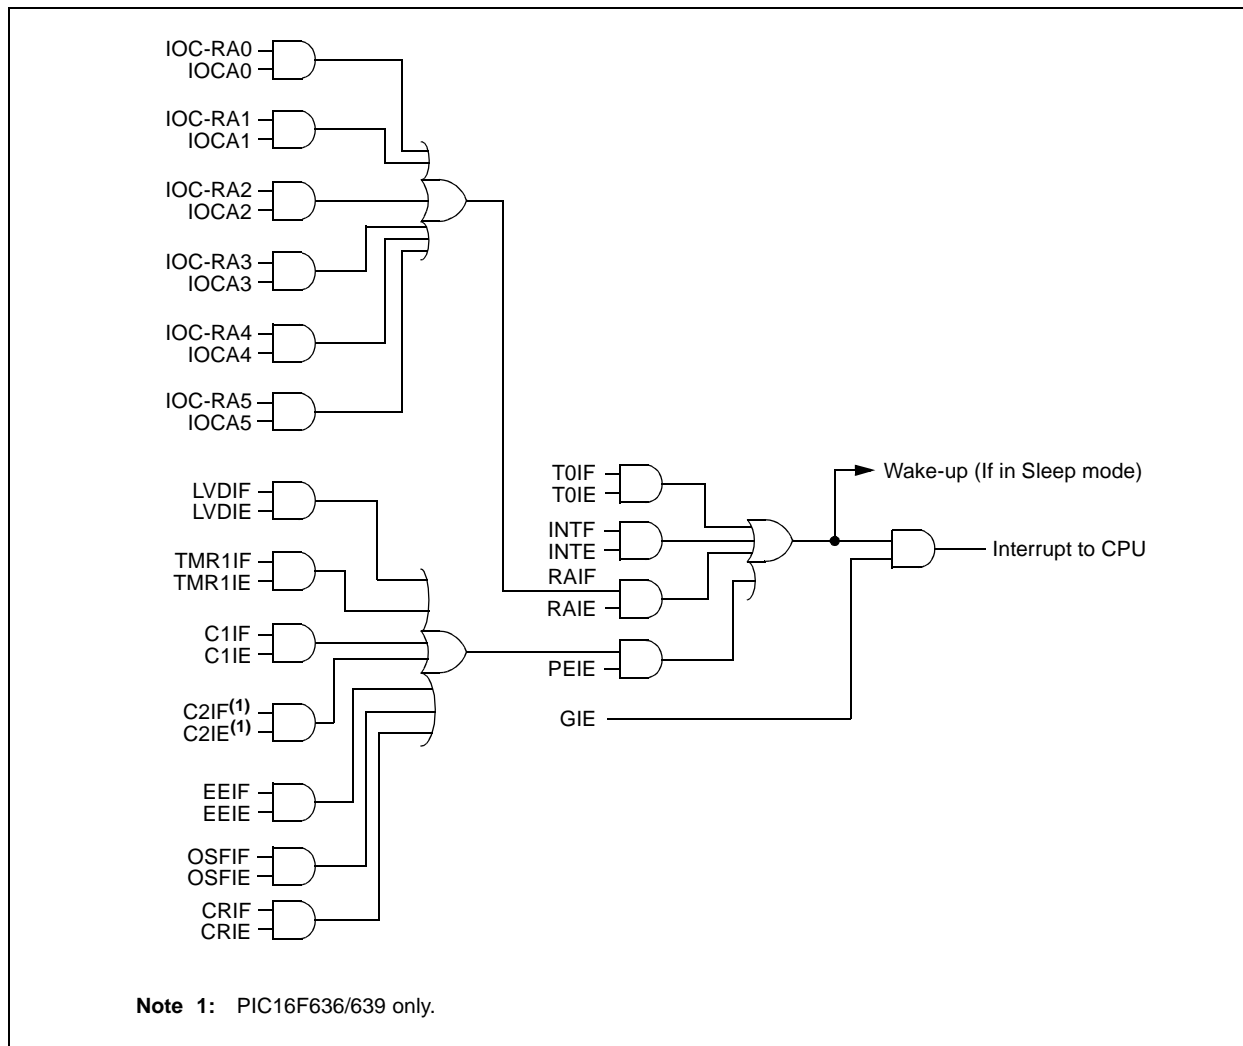 IOC-RA0
IOCA0
IOC-RA1
IOCA1
IOC-RA2
IOCA2
IOC-RA3
IOCA3
IOC-RA4
IOCA4
IOC-RA5
IOCA5
LVDIF
LVDIE
TMR1IF
TMR1IE
C1IF
C1IE
C2IF(1)
C2IE(1)
EEIF
EEIE
OSFIF
OSFIE
CRIF
CRIE
T0IF
T0IE
INTF
INTE
RAIF
RAIE
PEIE
GIE
Wake-up (If in Sleep mode)
Interrupt to CPU
Note 1: PIC16F636/639 only.